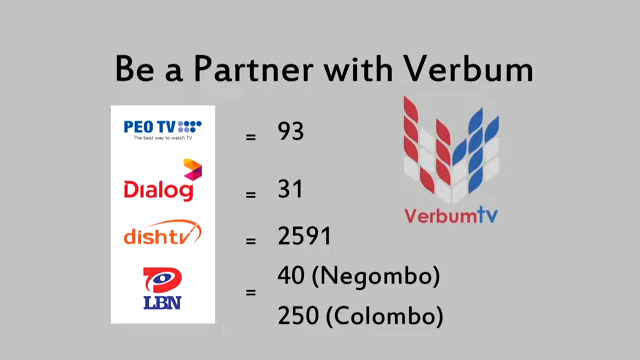 Be a Partner with Verbum
PEO TV
The best way to watch TV
= 93
Dialog
= 31
dishtv
= 2591
LBN
= 40 (Negombo)
250 (Colombo)
Verbumtv